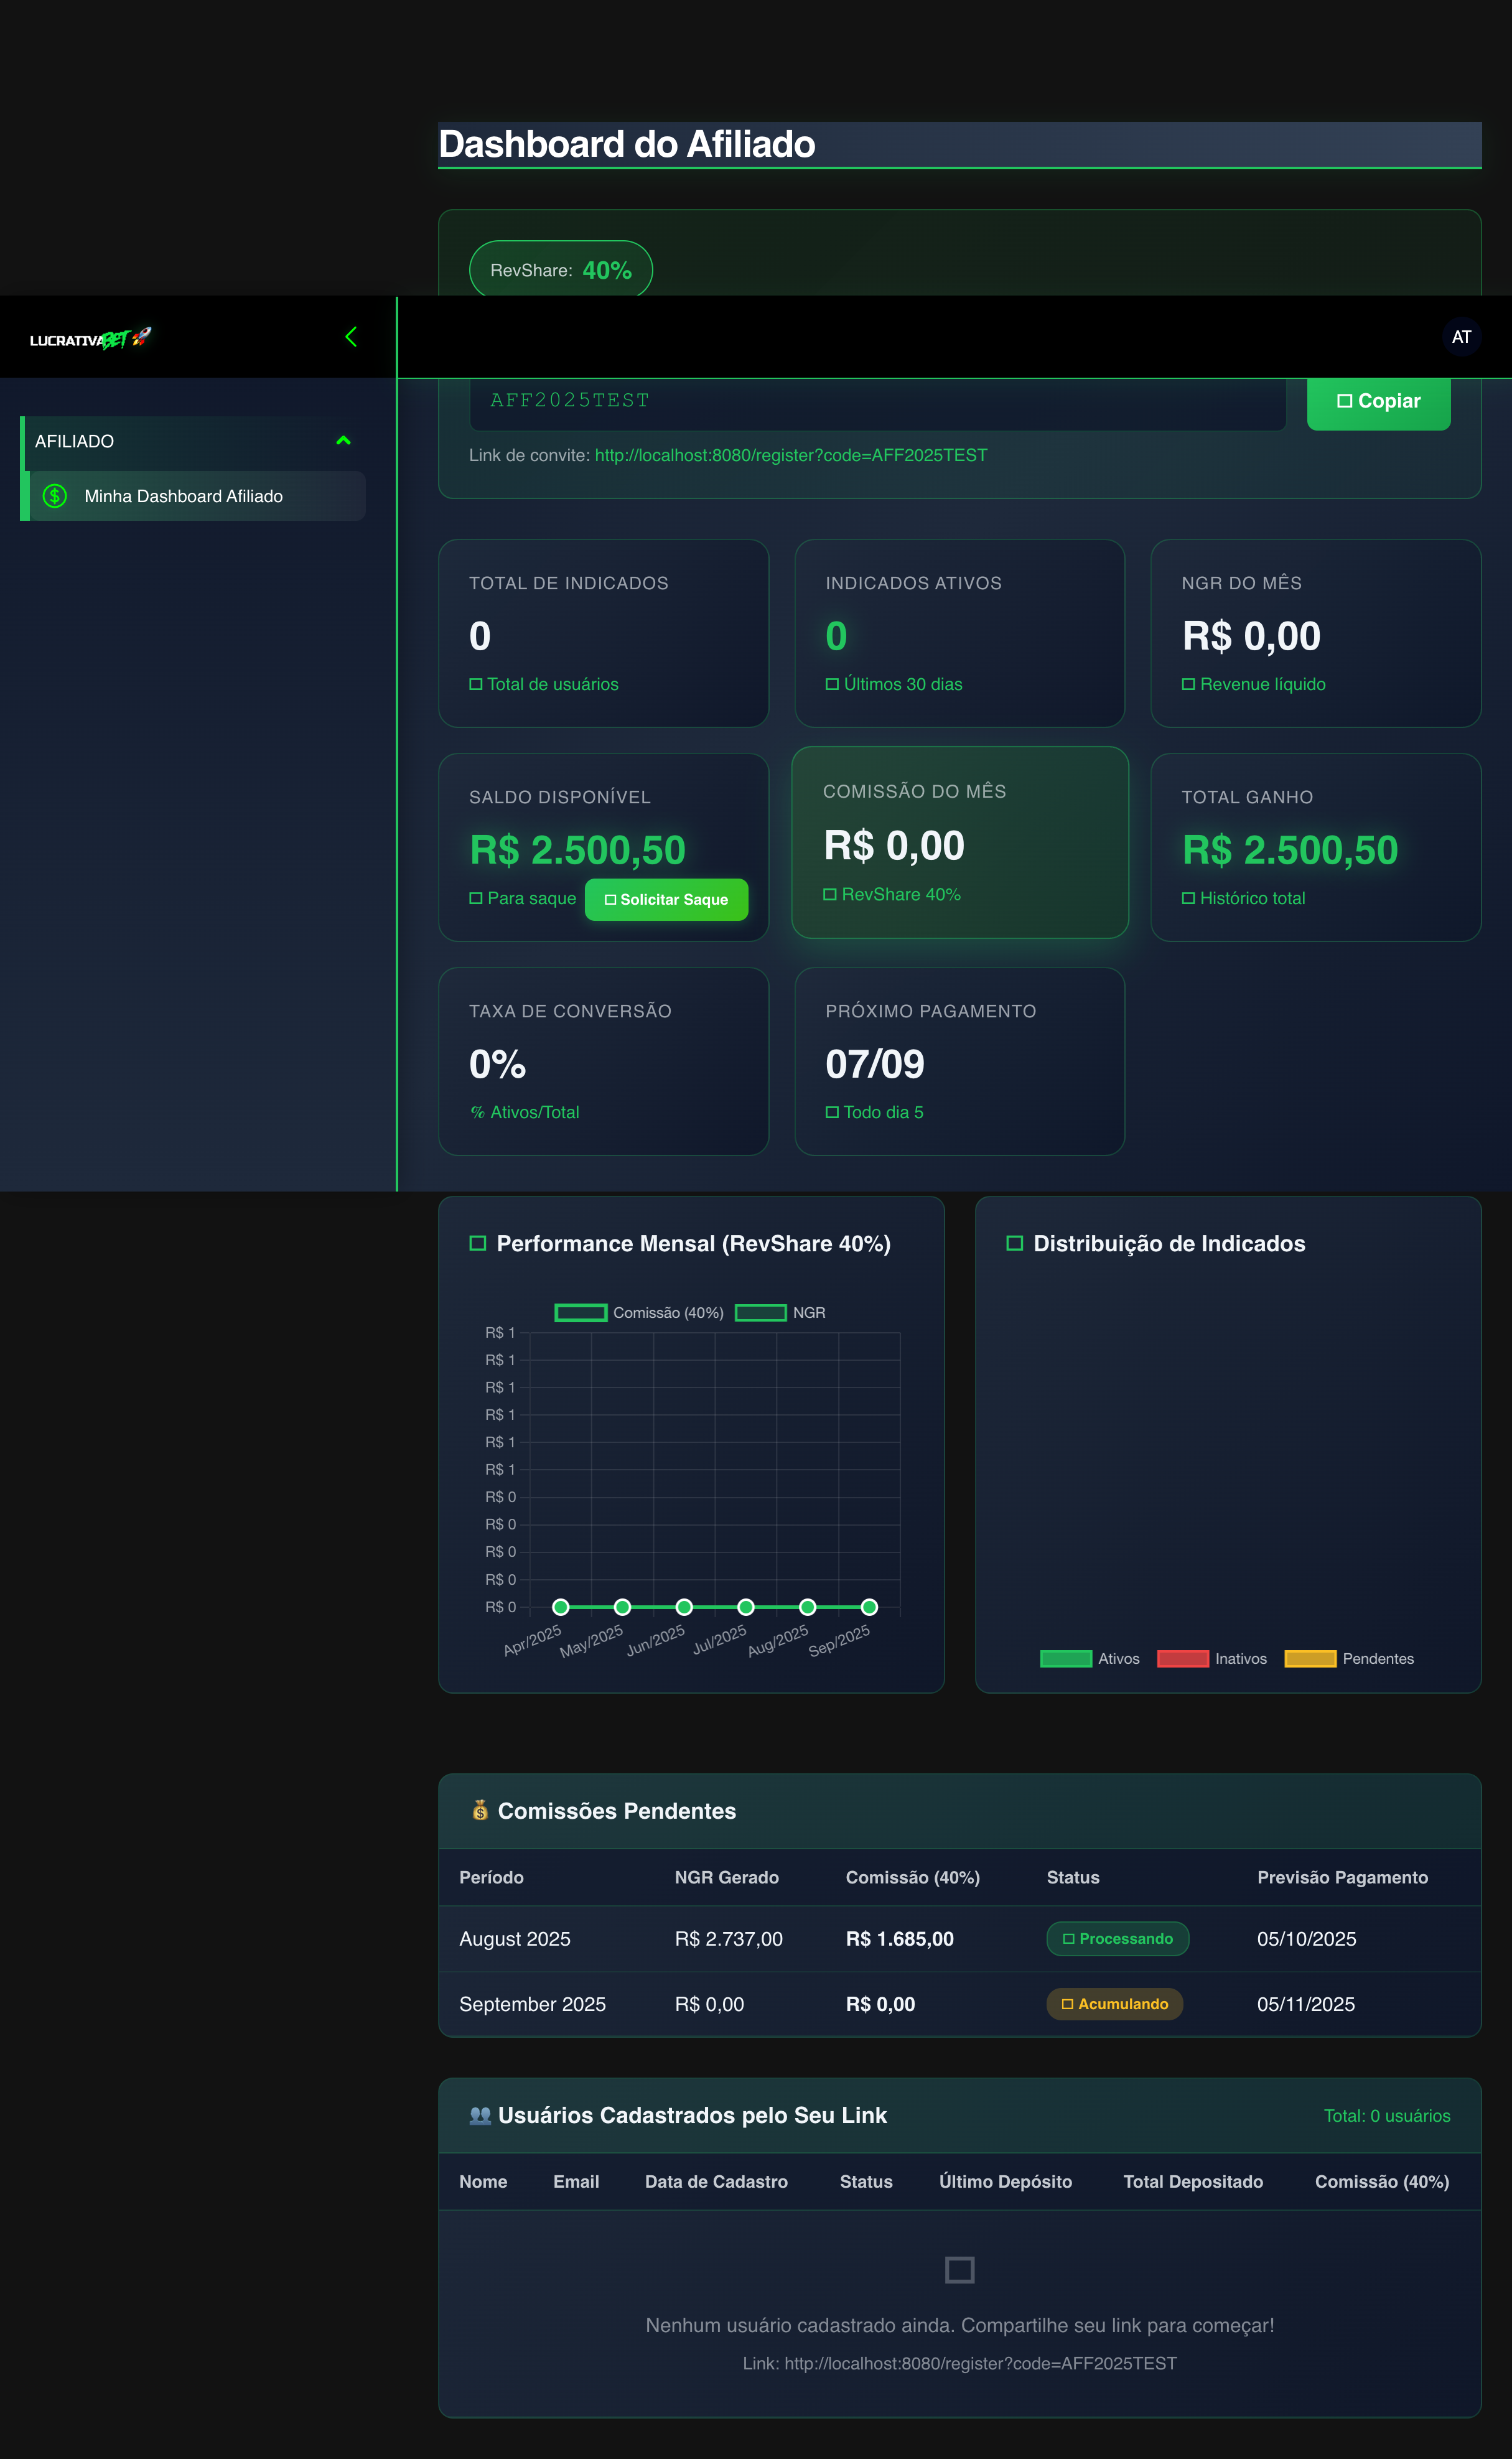 Dashboard do Afiliado
RevShare: 40%
LUCRATIVABET
AT
AFF2025TEST
Copiar
Link de convite: http://localhost:8080/register?code=AFF2025TEST
AFILIADO
Minha Dashboard Afiliado
TOTAL DE INDICADOS
0
Total de usuários
INDICADOS ATIVOS
0
Últimos 30 dias
NGR DO MÊS
R$ 0,00
Revenue líquido
SALDO DISPONÍVEL
R$ 2.500,50
Para saque
Solicitar Saque
COMISSÃO DO MÊS
R$ 0,00
RevShare 40%
TOTAL GANHO
R$ 2.500,50
Histórico total
TAXA DE CONVERSÃO
0%
% Ativos/Total
PRÓXIMO PAGAMENTO
07/09
Todo dia 5
Performance Mensal (RevShare 40%)
Comissão (40%) NGR
R$ 1
R$ 1
R$ 1
R$ 1
R$ 1
R$ 1
R$ 0
R$ 0
R$ 0
R$ 0
R$ 0
Apr/2025 May/2025 Jun/2025 Jul/2025 Aug/2025 Sep/2025
Distribuição de Indicados
Ativos Inativos Pendentes
Comissões Pendentes
Período NGR Gerado Comissão (40%) Status Previsão Pagamento
August 2025 R$ 2.737,00 R$ 1.685,00 Processando 05/10/2025
September 2025 R$ 0,00 R$ 0,00 Acumulando 05/11/2025
Usuários Cadastrados pelo Seu Link Total: 0 usuários
Nome Email Data de Cadastro Status Último Depósito Total Depositado Comissão (40%)
Nenhum usuário cadastrado ainda. Compartilhe seu link para começar!
Link: http://localhost:8080/register?code=AFF2025TEST